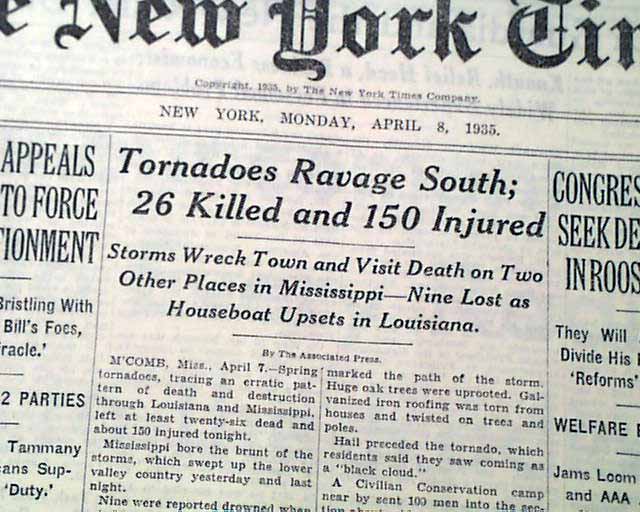 e New York Tim
Copyright, 1935, by The New York Times Company.
NEW YORK, MONDAY, APRIL 8, 1935.
APPEALS
TO FORCE
TIONMENT
Bristling With
Bill's Foes,
racle.'
2 PARTIES
Tammany
cans Sup-
'Duty.'
Tornadoes Ravage South;
26 Killed and 150 Injured
Storms Wreck Town and Visit Death on Two
Other Places in Mississippi—Nine Lost as
Houseboat Upsets in Louisiana.
By The Associated Press.
M'COMB, Miss., April 7.—Spring
tornadoes, tracing an erratic pat-
tern of death and destruction
through Louisiana and Mississippi,
left at least twenty-six dead and
about 150 injured tonight.
Mississippi bore the brunt of the
storms, which swept up the lower
valley country yesterday and last
night.
Nine were reported drowned when
marked the path of the storm.
Huge oak trees were uprooted. Gal-
vanized iron roofing was torn from
houses and twisted on trees and
poles.
Hail preceded the tornado, which
residents said they saw coming as
a "black cloud."
A Civilian Conservation camp
near by sent 100 men into the sec-
CONGRES
SEEK DE
IN ROOS
They Will
Divide His
'Reforms'
WELFARE
Jams Loom
and AAA